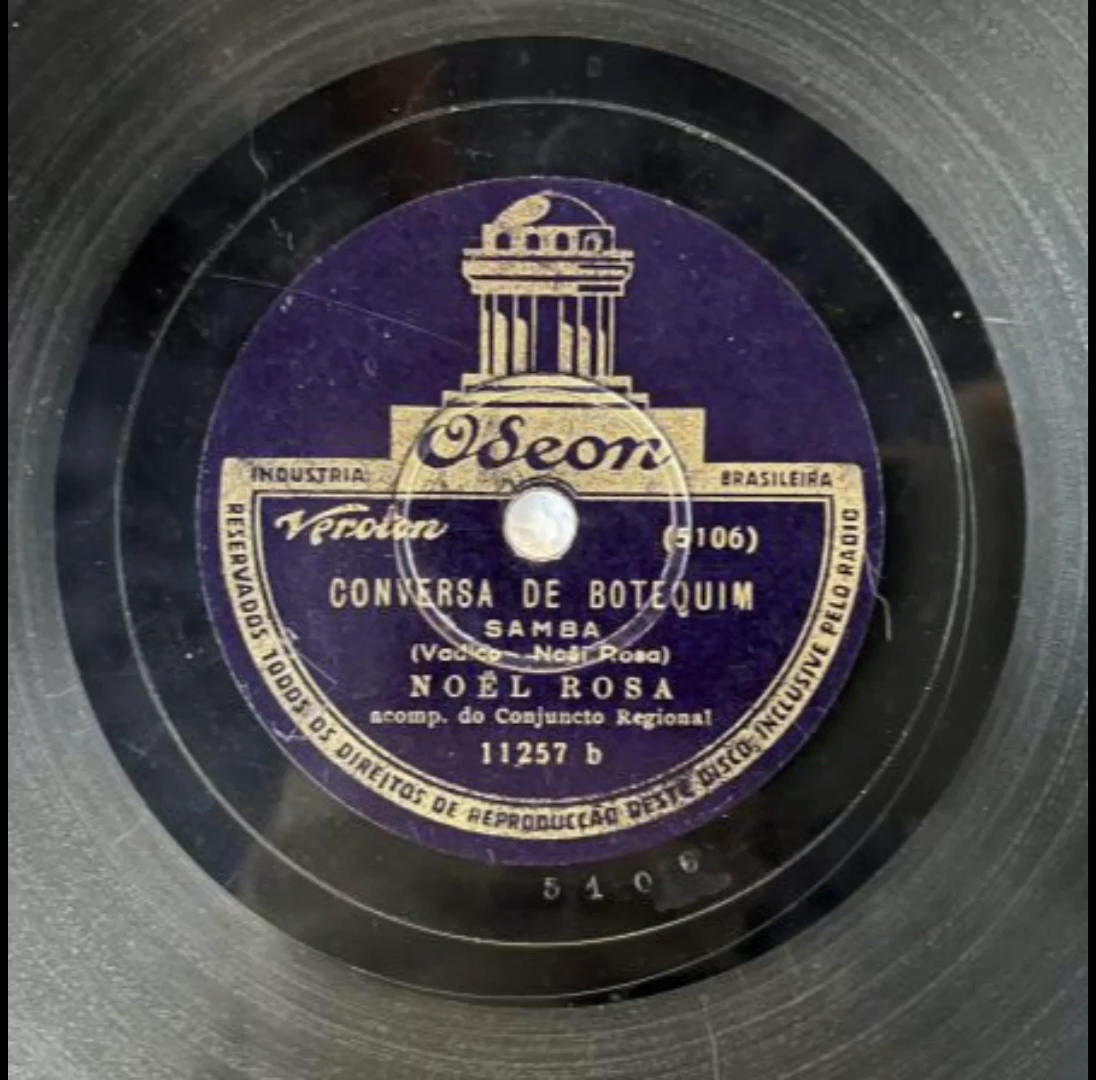 Odeon
INDUSTRIA BRASILEIRA
Veroton (5106)
CONVERSA DE BOTEQUIM
SAMBA
(Vadico - Noël Rosa)
NOËL ROSA
acomp. do Conjuncto Regional
11257 b
RESERVADOS TODOS OS DIREITOS DE REPRODUCCÃO DESTE DISCO, INCLUSIVE PELO RADIO
5106